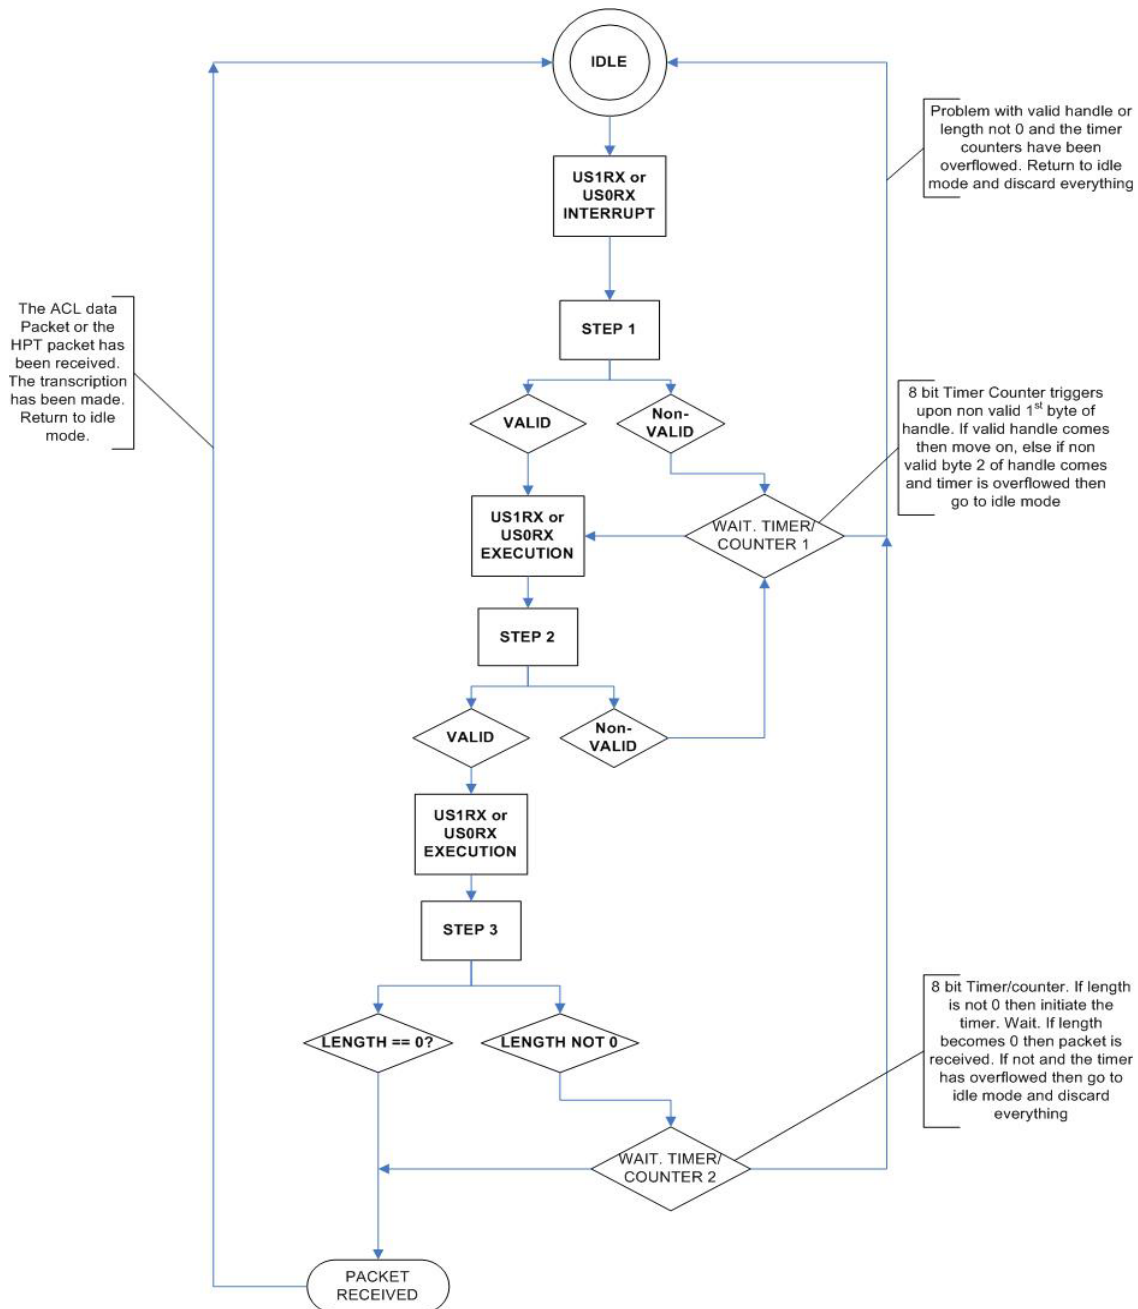 IDLE
Problem with valid handle or
length not 0 and the timer
counters have been
overflowed. Return to idle
mode and discard everything
US1RX or
US0RX
INTERRUPT
The ACL data
Packet or the
HPT packet has
been received.
The transcription
has been made.
Return to idle
mode.
STEP 1
8 bit Timer Counter triggers
upon non valid 1st byte of
handle. If valid handle comes
then move on, else if non
valid byte 2 of handle comes
and timer is overflowed then
go to idle mode
VALID
Non-
VALID
US1RX or
US0RX
EXECUTION
WAIT. TIMER/
COUNTER 1
STEP 2
VALID
Non-
VALID
US1RX or
US0RX
EXECUTION
STEP 3
8 bit Timer/counter. If length
is not 0 then initiate the
timer. Wait. If length
becomes 0 then packet is
received. If not and the timer
has overflowed then go to
idle mode and discard
everything
LENGTH == 0?
LENGTH NOT 0
WAIT. TIMER/
COUNTER 2
PACKET
RECEIVED